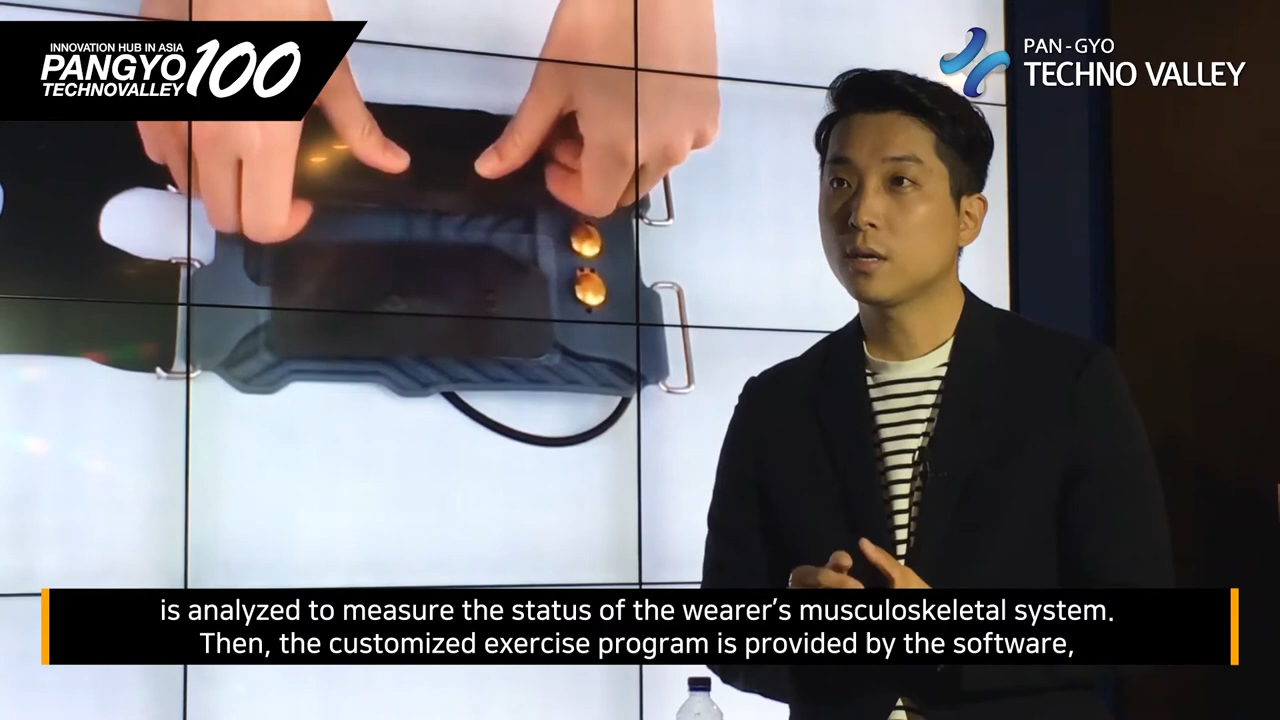 INNOVATION HUB IN ASIA
PANGYO
TECHNOVALLEY
100
PAN-GYO
TECHNO VALLEY
is analyzed to measure the status of the wearer's musculoskeletal system.
Then, the customized exercise program is provided by the software,